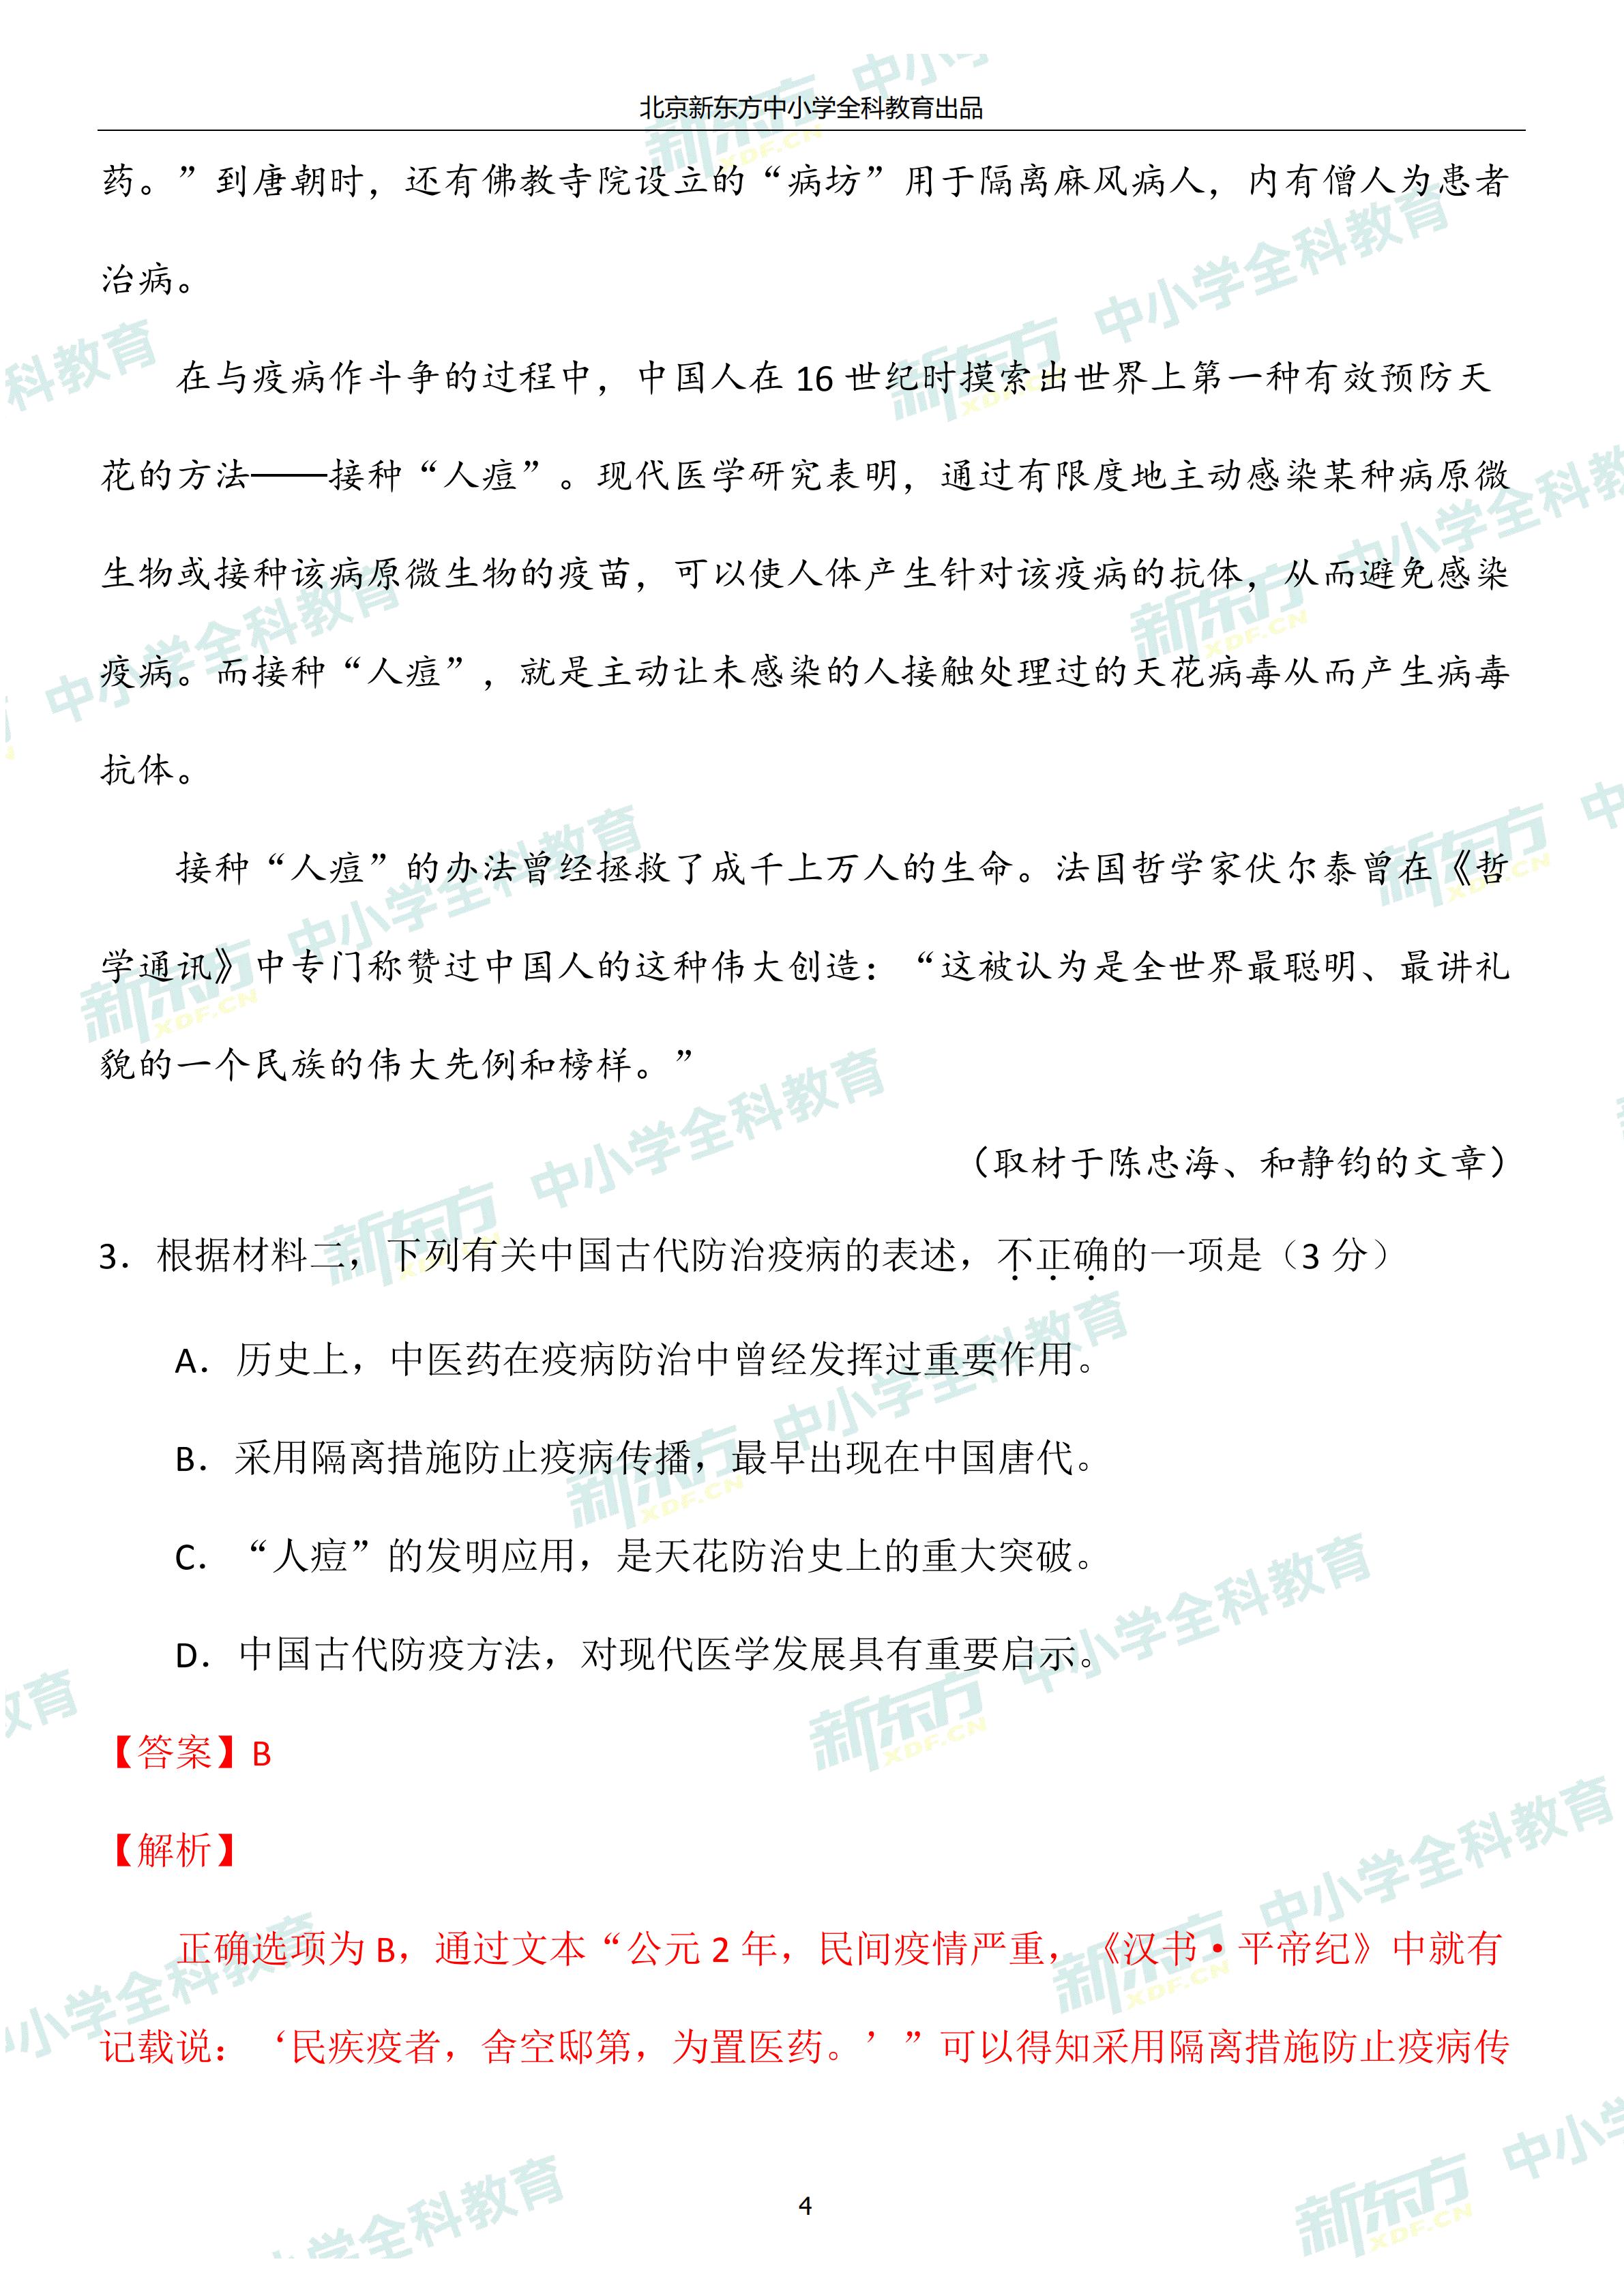 北京新东方中小学全科教育出品
药。”到唐朝时，还有佛教寺院设立的“病坊”用于隔离麻风病人，内有僧人为患者
治病。
在与疫病作斗争的过程中，中国人在 16 世纪时摸索出世界上第一种有效预防天
花的方法——接种“人痘”。现代医学研究表明，通过有限度地主动感染某种病原微
生物或接种该病原微生物的疫苗，可以使人体产生针对该疫病的抗体，从而避免感染
疫病。而接种“人痘”，就是主动让未感染的人接触处理过的天花病毒从而产生病毒
抗体。
接种“人痘”的办法曾经拯救了成千上万人的生命。法国哲学家伏尔泰曾在《哲
学通讯》中专门称赞过中国人的这种伟大创造：“这被认为是全世界最聪明、最讲礼
貌的一个民族的伟大先例和榜样。”
（取材于陈忠海、和静钧的文章）
3．根据材料二，下列有关中国古代防治疫病的表述，不正确的一项是（3 分）
A．历史上，中医药在疫病防治中曾经发挥过重要作用。
B．采用隔离措施防止疫病传播，最早出现在中国唐代。
C．“人痘”的发明应用，是天花防治史上的重大突破。
D．中国古代防疫方法，对现代医学发展具有重要启示。
【答案】B
【解析】
正确选项为 B，通过文本“公元 2 年，民间疫情严重，《汉书·平帝纪》中就有
记载说：‘民疾疫者，舍空邸第，为置医药。’”可以得知采用隔离措施防止疫病传
4
新东方 XDF.CN 中小学全科教育